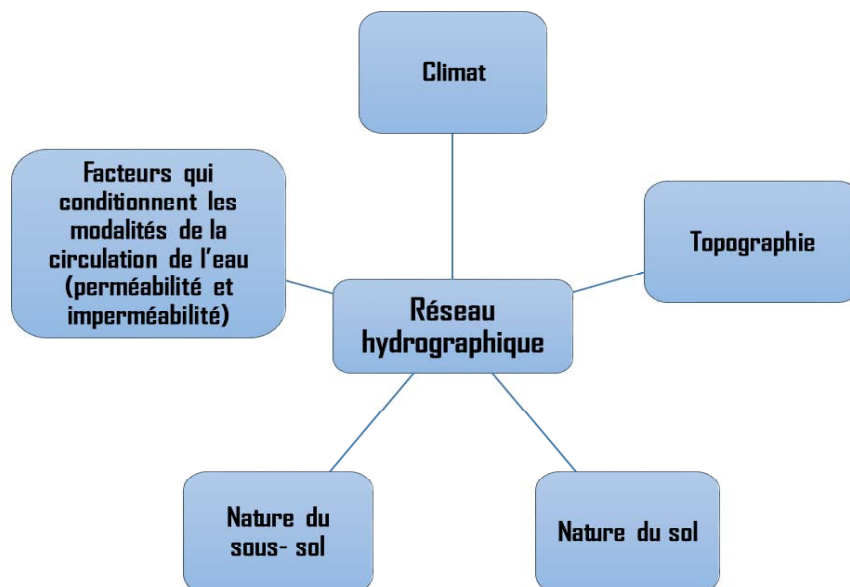 Climat
Facteurs qui
conditionnent les
modalités de la
circulation de l'eau
(perméabilité et
imperméabilité)
Topographie
Réseau
hydrographique
Nature du
sous- sol
Nature du sol